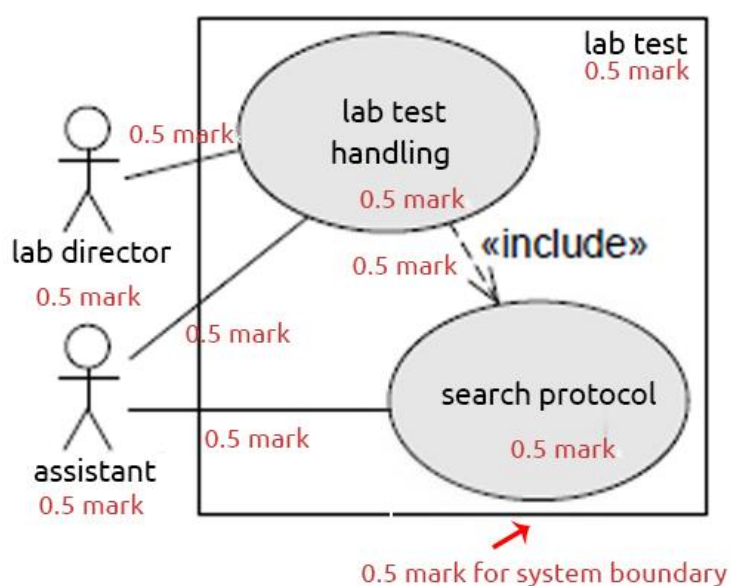 lab test
0.5 mark
lab test
handling
0.5 mark
0.5 mark
«include»
0.5 mark
lab director
0.5 mark
0.5 mark
search protocol
0.5 mark
0.5 mark
assistant
0.5 mark
0.5 mark for system boundary